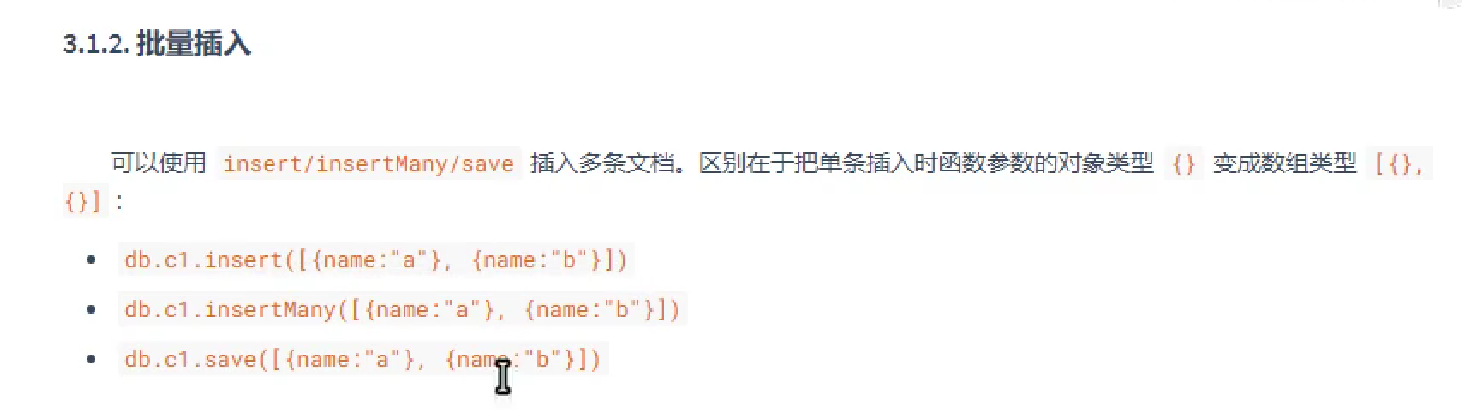 3.1.2. 批量插入
可以使用 insert/insertMany/save 插入多条文档。区别在于把单条插入时函数参数的对象类型 {} 变成数组类型 [{},
{}] ：
• db.c1.insert([{name:"a"}, {name:"b"}])
• db.c1.insertMany([{name:"a"}, {name:"b"}])
• db.c1.save([{name:"a"}, {name:"b"}])